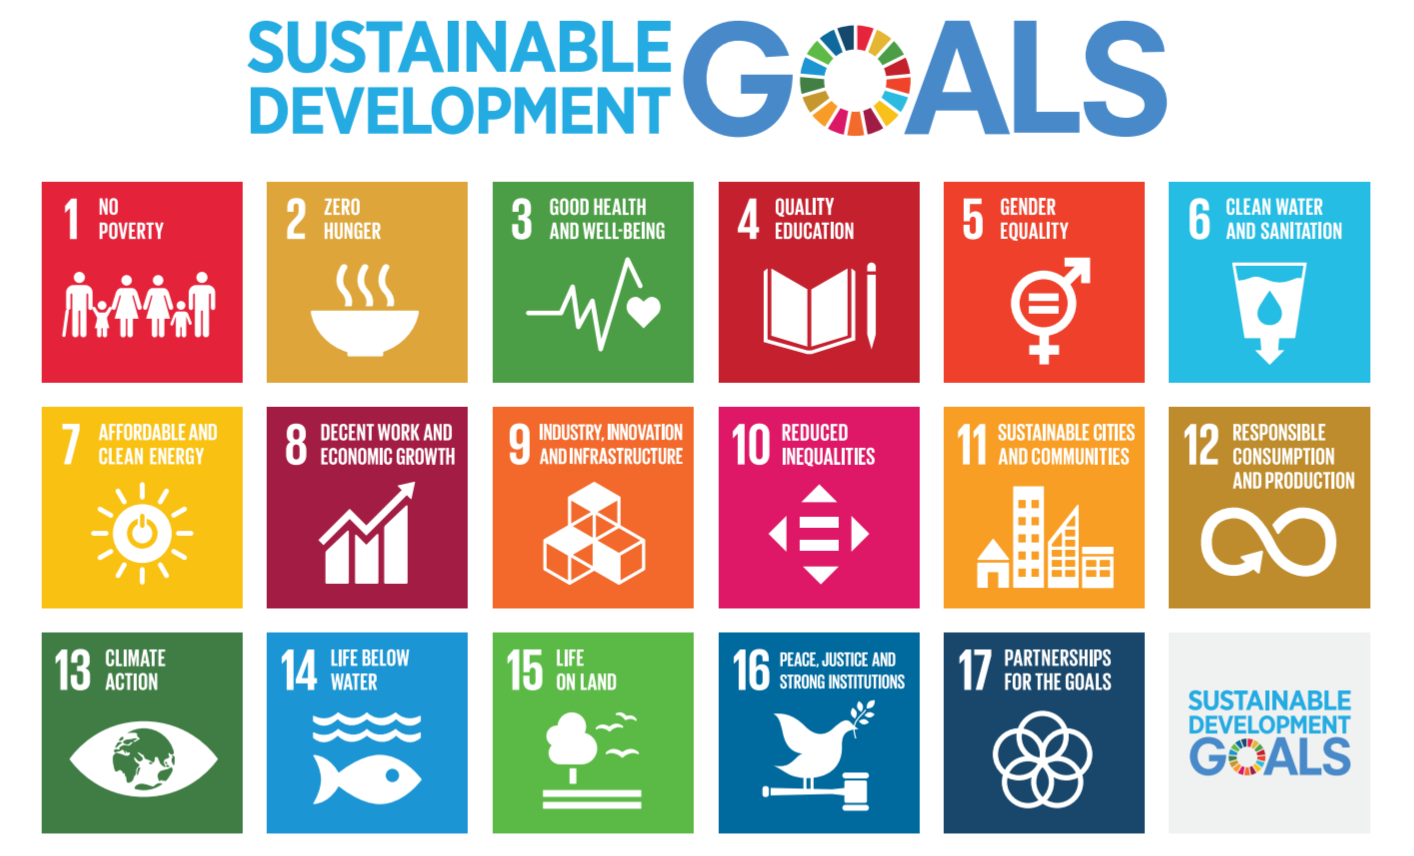 SUSTAINABLE
DEVELOPMENT
GOALS
1 NO
POVERTY
2 ZERO
HUNGER
3 GOOD HEALTH
AND WELL-BEING
4 QUALITY
EDUCATION
5 GENDER
EQUALITY
6 CLEAN WATER
AND SANITATION
7 AFFORDABLE AND
CLEAN ENERGY
8 DECENT WORK AND
ECONOMIC GROWTH
9 INDUSTRY, INNOVATION
AND INFRASTRUCTURE
10 REDUCED
INEQUALITIES
11 SUSTAINABLE CITIES
AND COMMUNITIES
12 RESPONSIBLE
CONSUMPTION
AND PRODUCTION
13 CLIMATE
ACTION
14 LIFE BELOW
WATER
15 LIFE
ON LAND
16 PEACE, JUSTICE AND
STRONG INSTITUTIONS
17 PARTNERSHIPS
FOR THE GOALS
SUSTAINABLE
DEVELOPMENT
GOALS